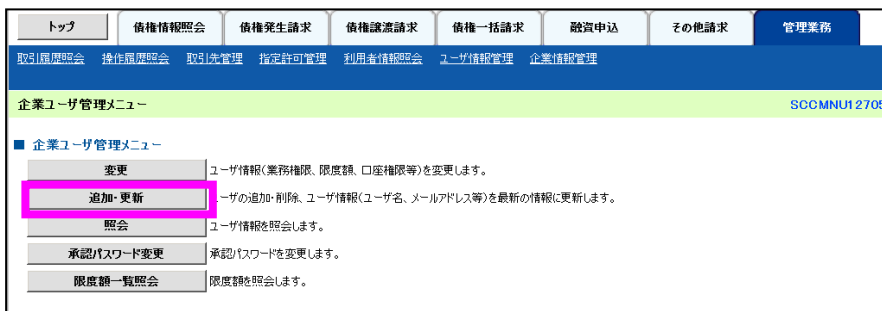 トップ 債権情報照会 債権発生請求 債権譲渡請求 債権一括請求 融資申込 その他請求 管理業務
取引履歴照会 操作履歴照会 取引先管理 指定許可管理 利用者情報照会 ユーザ情報管理 企業情報管理
企業ユーザ管理メニュー SCCMNU12705
■ 企業ユーザ管理メニュー
変更 ユーザ情報(業務権限、限度額、口座権限等)を変更します。
追加・更新 ユーザの追加・削除、ユーザ情報(ユーザ名、メールアドレス等)を最新の情報に更新します。
照会 ユーザ情報を照会します。
承認パスワード変更 承認パスワードを変更します。
限度額一覧照会 限度額を照会します。